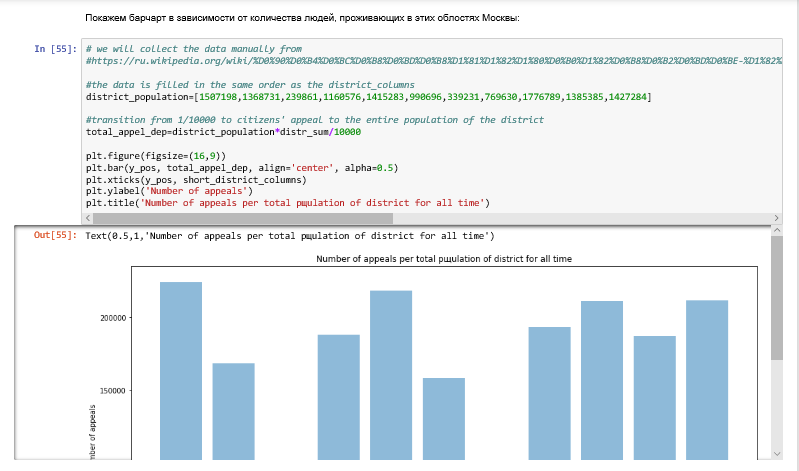 Покажем барчарт в зависимости от количества людей, проживающих в этих облостях Москвы:
In [55]: # we will collect the data manually from
#https://ru.wikipedia.org/wiki/%D0%90%D0%B4%D0%BC%D0%B8%D0%BD%D0%B8%D1%81%D1%82%D1%80%D0%B0%D1%82%D0%B8%D0%B2%D0%BD%D0%BE-%D1%82%
#the data is filled in the same order as the district_columns
district_population=[1507198,1368731,239861,1160576,1415283,990696,339231,769630,1776789,1385385,1427284]
#transition from 1/10000 to citizens' appeal to the entire population of the district
total_appel_dep=district_population*distr_sum/10000
plt.figure(figsize=(16,9))
plt.bar(y_pos, total_appel_dep, align='center', alpha=0.5)
plt.xticks(y_pos, short_district_columns)
plt.ylabel('Number of appeals')
plt.title('Number of appeals per total pщulation of district for all time')
Out[55]: Text(0.5,1,'Number of appeals per total pщulation of district for all time')
Number of appeals per total pщulation of district for all time
200000
150000
mber of appeals